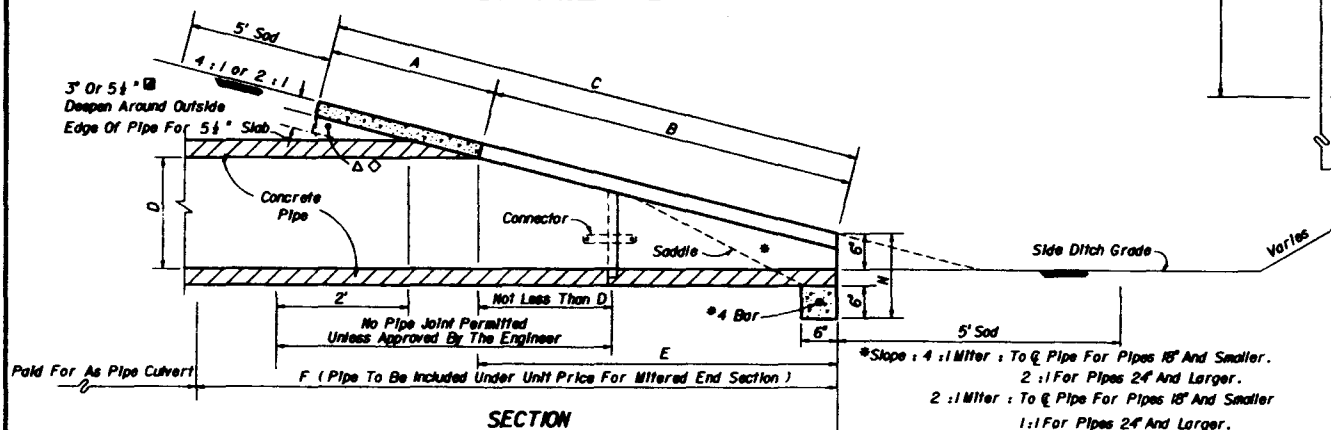 5' Sod
A
C
B
4 : 1 or 2 : 1
3" Or 5½"
Deepen Around Outside
Edge Of Pipe For 5½" Slab
D
Concrete
Pipe
Connector
Saddle
*
6"
N
Side Ditch Grade
Varies
2'
Not Less Than D
#4 Bar
6"
6"
5' Sod
No Pipe Joint Permitted
Unless Approved By The Engineer
E
Paid For As Pipe Culvert
F ( Pipe To Be Included Under Unit Price For Mitered End Section )
*Slope : 4 : 1 Miter : To ℄ Pipe For Pipes 18" And Smaller.
2 : 1 For Pipes 24" And Larger.
2 : 1 Miter : To ℄ Pipe For Pipes 18" And Smaller
1 : 1 For Pipes 24" And Larger.
SECTION